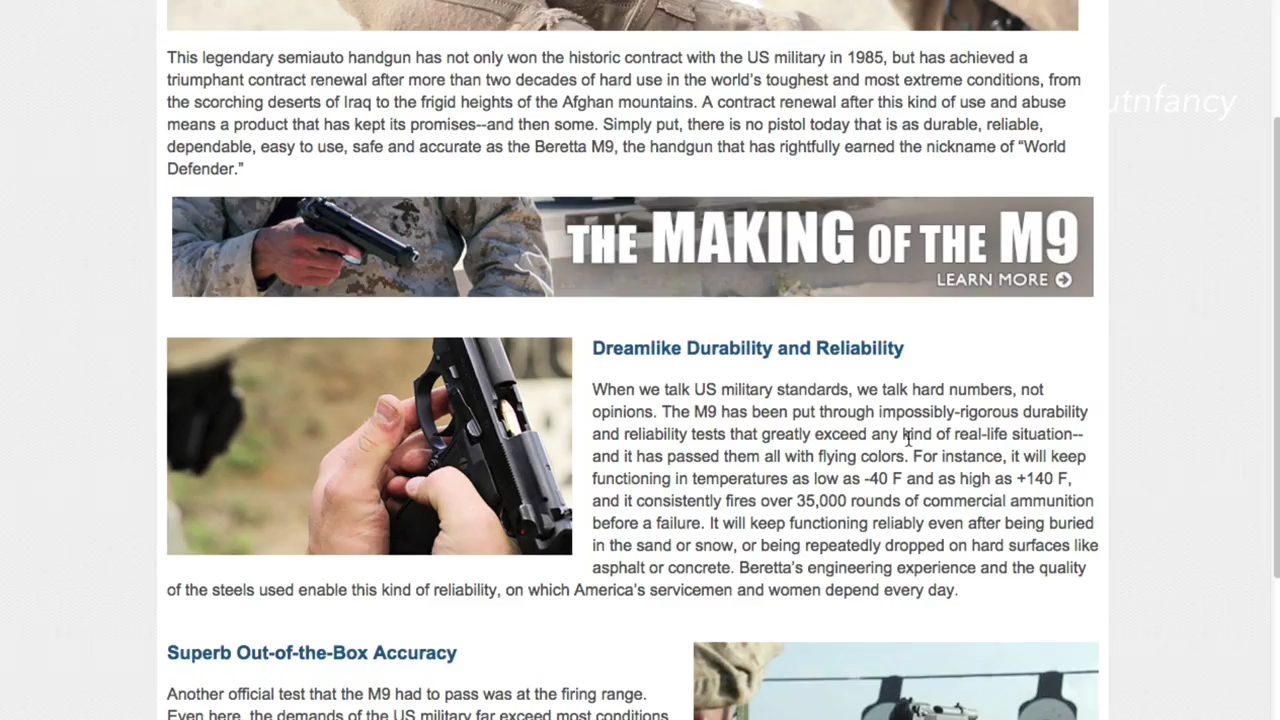 This legendary semiauto handgun has not only won the historic contract with the US military in 1985, but has achieved a
triumphant contract renewal after more than two decades of hard use in the world's toughest and most extreme conditions, from
the scorching deserts of Iraq to the frigid heights of the Afghan mountains. A contract renewal after this kind of use and abuse
means a product that has kept its promises--and then some. Simply put, there is no pistol today that is as durable, reliable,
dependable, easy to use, safe and accurate as the Beretta M9, the handgun that has rightfully earned the nickname of “World
Defender.”
utnfancy
THE MAKING OF THE M9
LEARN MORE
Dreamlike Durability and Reliability
When we talk US military standards, we talk hard numbers, not
opinions. The M9 has been put through impossibly-rigorous durability
and reliability tests that greatly exceed any kind of real-life situation--
and it has passed them all with flying colors. For instance, it will keep
functioning in temperatures as low as -40 F and as high as +140 F,
and it consistently fires over 35,000 rounds of commercial ammunition
before a failure. It will keep functioning reliably even after being buried
in the sand or snow, or being repeatedly dropped on hard surfaces like
asphalt or concrete. Beretta's engineering experience and the quality
of the steels used enable this kind of reliability, on which America's servicemen and women depend every day.
Superb Out-of-the-Box Accuracy
Another official test that the M9 had to pass was at the firing range.
Even here, the demands of the US military far exceed most conditions